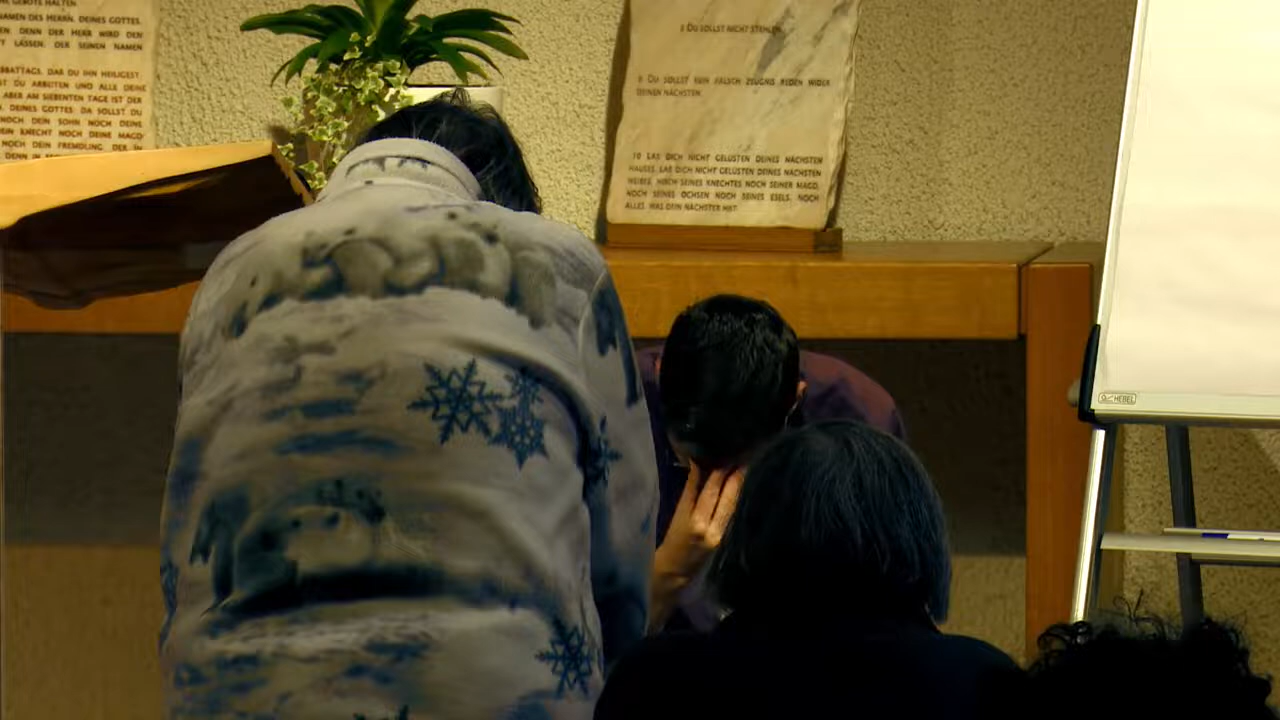 GEBOTE HALTEN.
NAMEN DES HERRN, DEINES GOTTES,
DENN DER HERR WIRD DEN
LASSEN, DER SEINEN NAMEN
DAß DU IHN HEILIGEST.
DU ARBEITEN UND ALLE DEINE
ABER AM SIEBENTEN TAGE IST DER
DEINES GOTTES. DA SOLLST DU
NOCH DEIN SOHN NOCH DEINE
KNECHT NOCH DEINE MAGD,
NOCH DEIN FREMDLING, DER IN
DENN IN
DU SOLLST NICHT STEHLEN.
DU SOLLST KEIN FALSCH ZEUGNIS REDEN WIDER
DEINEN NÄCHSTEN.
10 LAß DICH NICHT GELÜSTEN DEINES NÄCHSTEN
HAUSES. LAß DICH NICHT GELÜSTEN DEINES NÄCHSTEN
WEIBES, NOCH SEINES KNECHTES NOCH SEINER MAGD,
NOCH SEINES OCHSEN NOCH SEINES ESELS, NOCH
ALLES, WAS DEIN NÄCHSTER HAT.
HEBEL